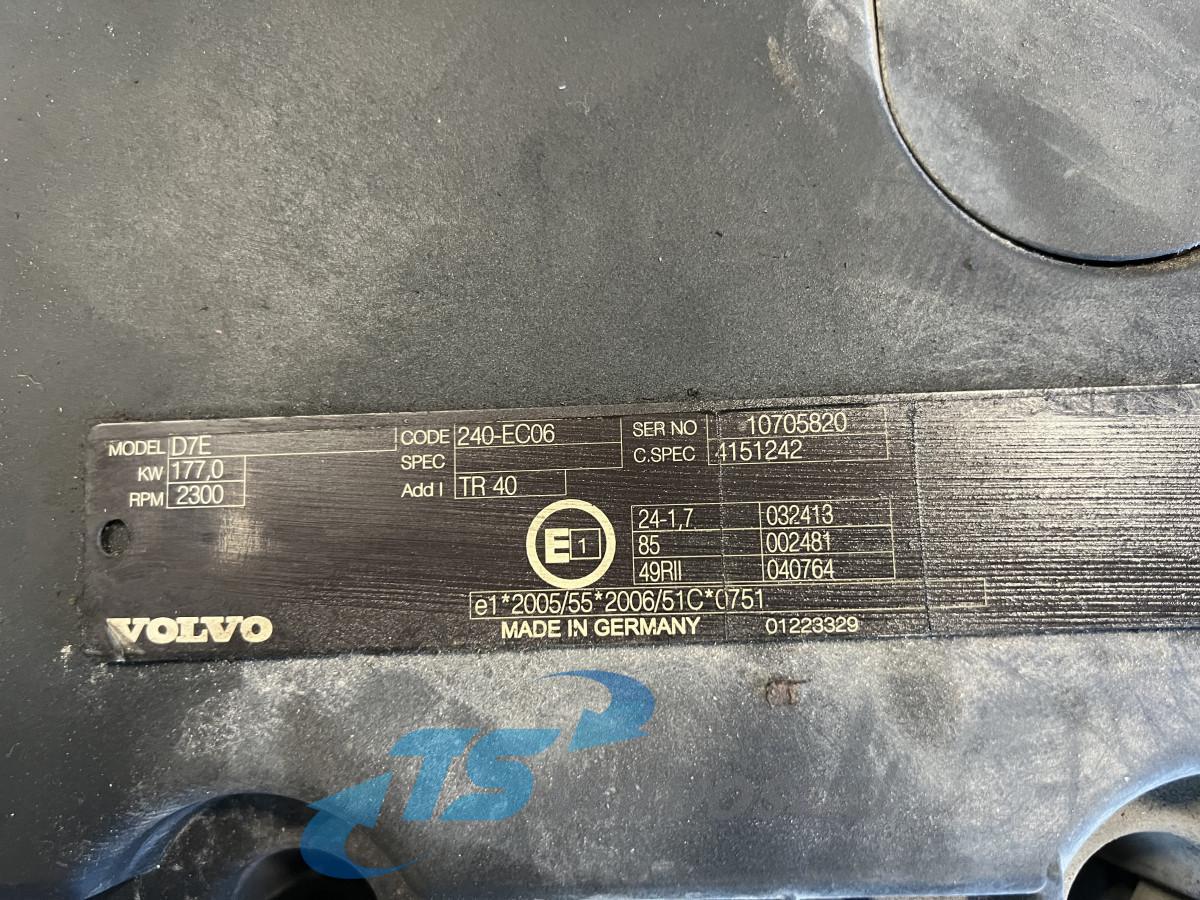 MODEL D7E CODE 240-EC06 SER NO 10705820
KW 177,0 SPEC C.SPEC 4151242
RPM 2300 Add I TR 40
E 1
24-1,7 032413
85 002481
49RII 040764
e1*2005/55*2006/51C*0751
VOLVO MADE IN GERMANY 01223329
TS